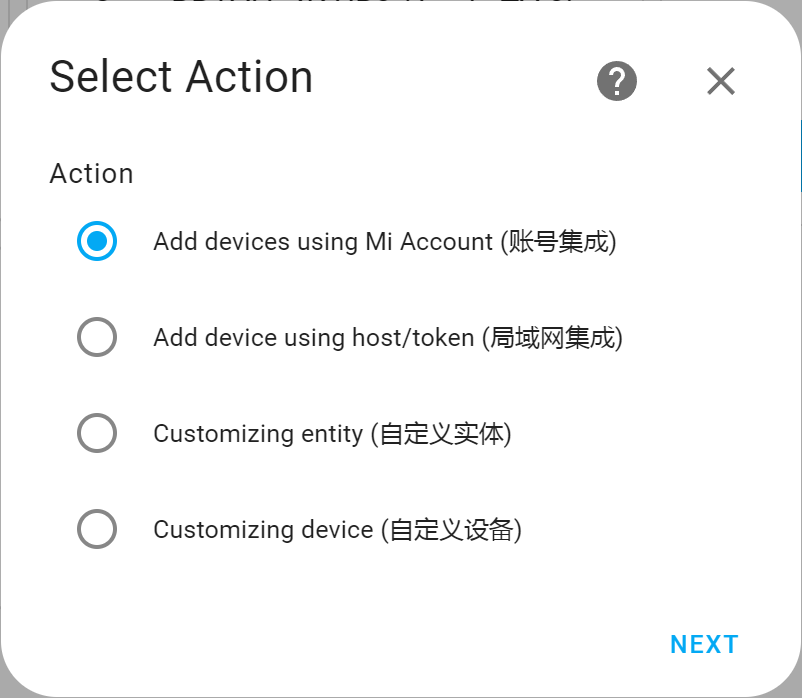 Select Action
Action
Add devices using Mi Account (账号集成)
Add device using host/token (局域网集成)
Customizing entity (自定义实体)
Customizing device (自定义设备)
NEXT